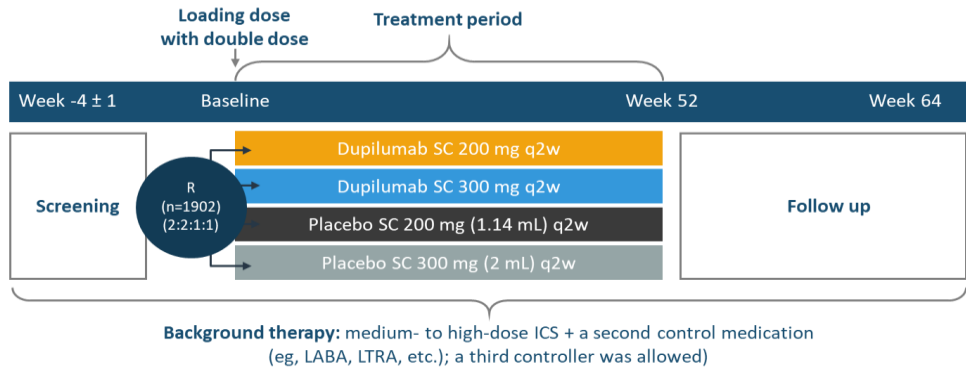 Loading dose
with double dose
Treatment period
Week -4 ± 1
Baseline
Week 52
Week 64
Screening
R
(n=1902)
(2:2:1:1)
Dupilumab SC 200 mg q2w
Dupilumab SC 300 mg q2w
Placebo SC 200 mg (1.14 mL) q2w
Placebo SC 300 mg (2 mL) q2w
Follow up
Background therapy: medium- to high-dose ICS + a second control medication
(eg, LABA, LTRA, etc.); a third controller was allowed)